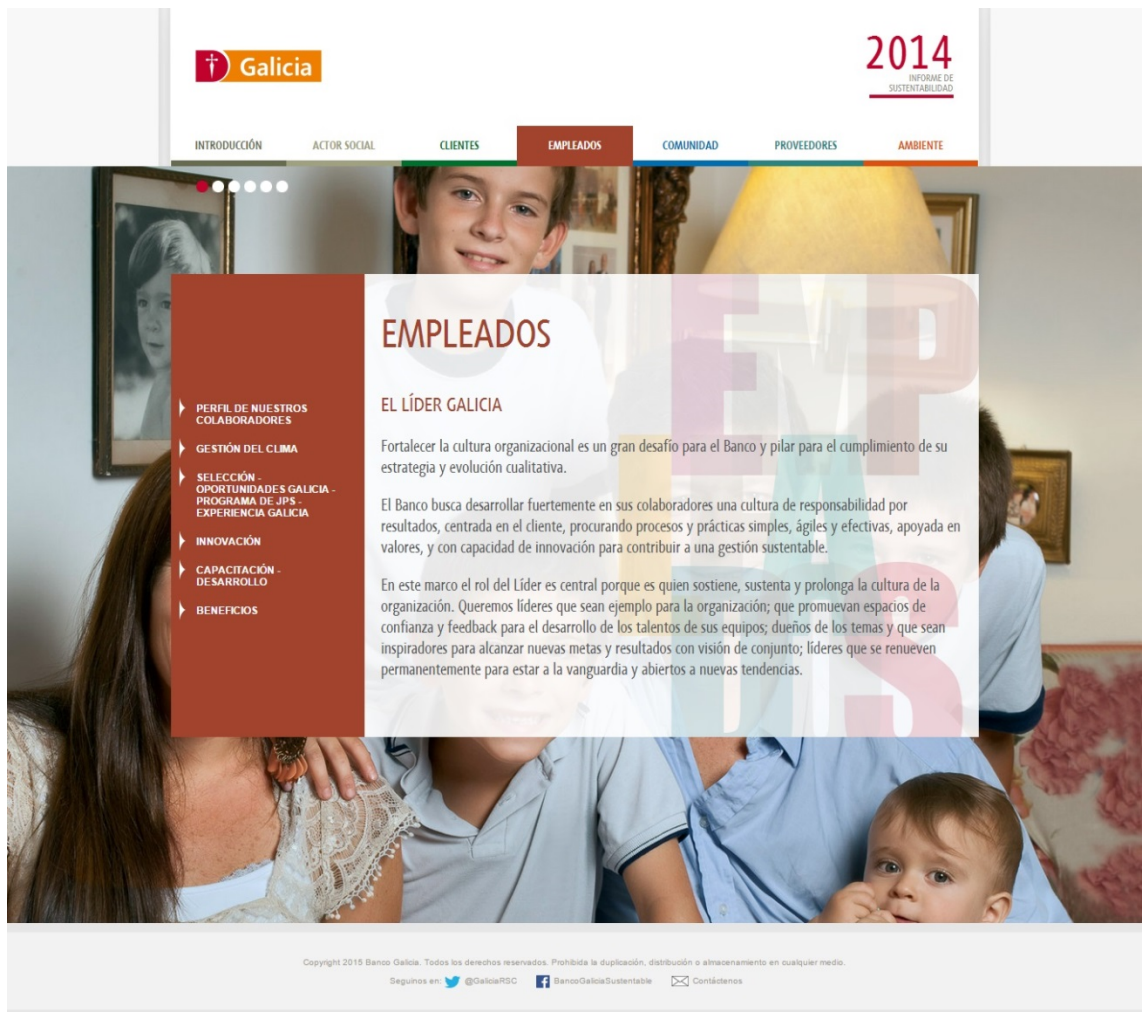 Galicia
2014
INFORME DE
SUSTENTABILIDAD
INTRODUCCIÓN
ACTOR SOCIAL
CLIENTES
EMPLEADOS
COMUNIDAD
PROVEEDORES
AMBIENTE
PERFIL DE NUESTROS
COLABORADORES
GESTIÓN DEL CLIMA
SELECCIÓN -
OPORTUNIDADES GALICIA -
PROGRAMA DE JPS -
EXPERIENCIA GALICIA
INNOVACIÓN
CAPACITACIÓN -
DESARROLLO
BENEFICIOS
EMPLEADOS
EL LÍDER GALICIA
Fortalecer la cultura organizacional es un gran desafío para el Banco y pilar para el cumplimiento de su
estrategia y evolución cualitativa.
El Banco busca desarrollar fuertemente en sus colaboradores una cultura de responsabilidad por
resultados, centrada en el cliente, procurando procesos y prácticas simples, ágiles y efectivas, apoyada en
valores, y con capacidad de innovación para contribuir a una gestión sustentable.
En este marco el rol del Líder es central porque es quien sostiene, sustenta y prolonga la cultura de la
organización. Queremos líderes que sean ejemplo para la organización; que promuevan espacios de
confianza y feedback para el desarrollo de los talentos de sus equipos; dueños de los temas y que sean
inspiradores para alcanzar nuevas metas y resultados con visión de conjunto; líderes que se renueven
permanentemente para estar a la vanguardia y abiertos a nuevas tendencias.
EMP
LEA
DOS
Copyright 2015 Banco Galicia. Todos los derechos reservados. Prohibida la duplicación, distribución o almacenamiento en cualquier medio.
Seguinos en: @GaliciaRSC BancoGaliciaSustentable Contáctenos